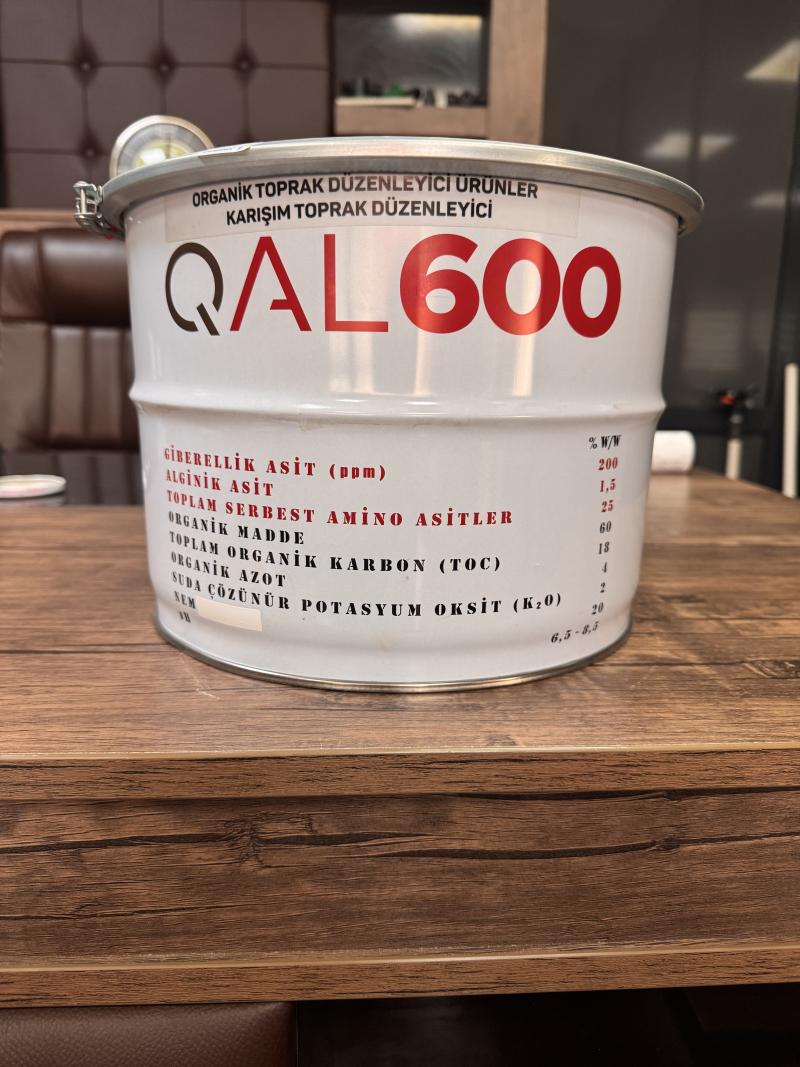 ORGANİK TOPRAK DÜZENLEYİCİ ÜRÜNLER
KARIŞIM TOPRAK DÜZENLEYİCİ
QAL600
% W/W
GİBERELLİK ASİT (ppm) 200
ALGİNİK ASİT 1,5
TOPLAM SERBEST AMİNO ASİTLER 25
ORGANİK MADDE 60
TOPLAM ORGANİK KARBON (TOC) 18
ORGANİK AZOT 4
SUDA ÇÖZÜNÜR POTASYUM OKSİT (K₂O) 2
NEM 20
pH 6,5 - 8,5